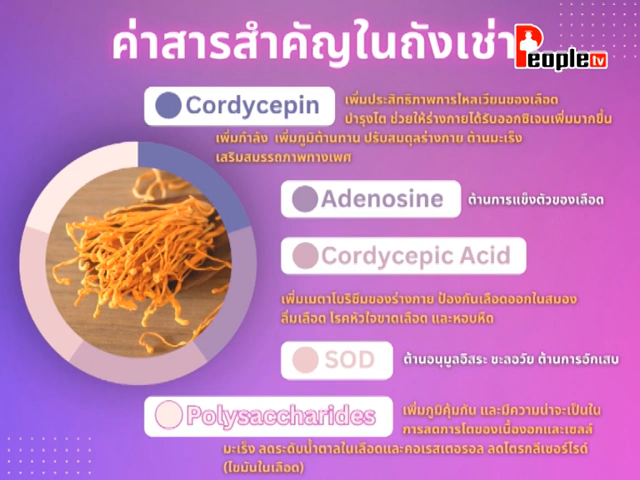 ค่าสารสำคัญในถังเช่า
People tv
Cordycepin
เพิ่มประสิทธิภาพการไหลเวียนของเลือด
บำรุงไต ช่วยให้ร่างกายได้รับออกซิเจนเพิ่มมากขึ้น
เพิ่มกำลัง เพิ่มภูมิต้านทาน ปรับสมดุลร่างกาย ต้านมะเร็ง
เสริมสมรรถภาพทางเพศ
Adenosine ต้านการแข็งตัวของเลือด
Cordycepic Acid
เพิ่มเมตาโบริซึมของร่างกาย ป้องกันเลือดออกในสมอง
ลิ่มเลือด โรคหัวใจขาดเลือด และหอบหืด
SOD ต้านอนุมูลอิสระ ชะลอวัย ต้านการอักเสบ
Polysaccharides
เพิ่มภูมิคุ้มกัน และมีความน่าจะเป็นใน
การลดการโตของเนื้องอกและเซลล์
มะเร็ง ลดระดับน้ำตาลในเลือดและคอเรสเตอรอล ลดไตรกลีเซอร์ไรด์
(ไขมันในเลือด)